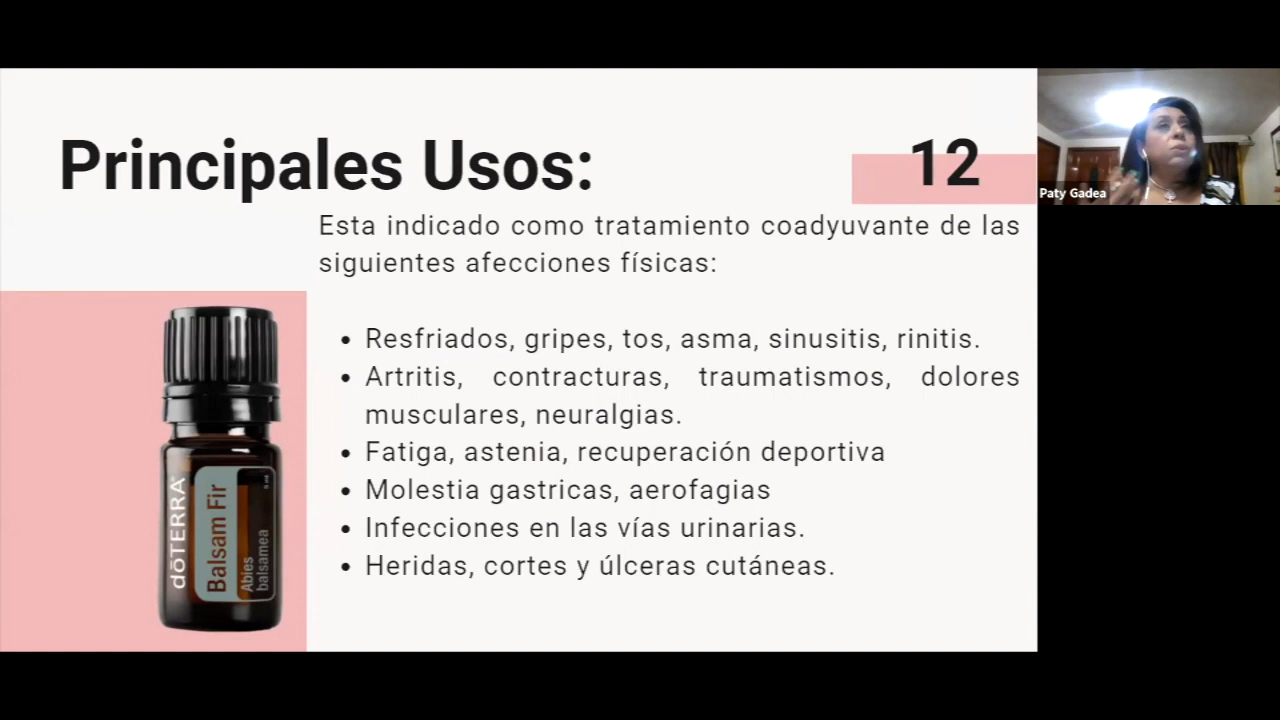 Principales Usos:
12
Esta indicado como tratamiento coadyuvante de las
siguientes afecciones físicas:
• Resfriados, gripes, tos, asma, sinusitis, rinitis.
• Artritis, contracturas, traumatismos, dolores
musculares, neuralgias.
• Fatiga, astenia, recuperación deportiva
• Molestia gastricas, aerofagias
• Infecciones en las vías urinarias.
• Heridas, cortes y úlceras cutáneas.
dōTERRA
Balsam Fir
Abies
balsamea
Paty Gadea